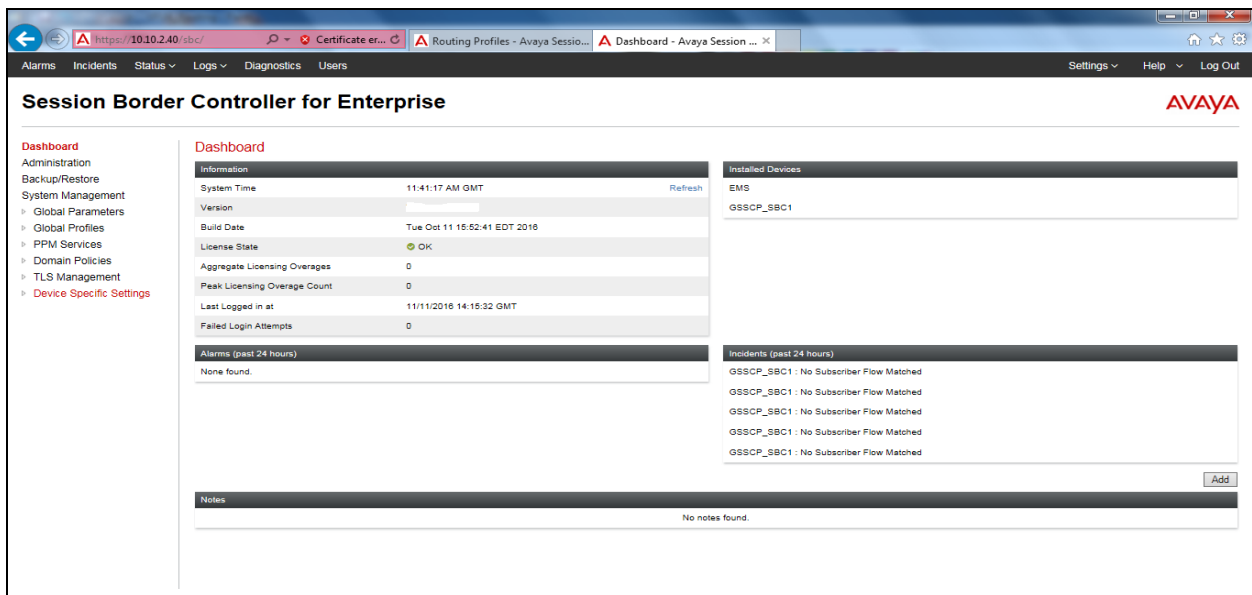 https://10.10.2.40/sbc/ Certificate er... Routing Profiles - Avaya Sessio... Dashboard - Avaya Session ...
Alarms Incidents Status Logs Diagnostics Users Settings Help Log Out
Session Border Controller for Enterprise
AVAYA
Dashboard
Administration
Backup/Restore
System Management
Global Parameters
Global Profiles
PPM Services
Domain Policies
TLS Management
Device Specific Settings
Dashboard
Information
System Time 11:41:17 AM GMT Refresh
Version
Build Date Tue Oct 11 15:52:41 EDT 2016
License State OK
Aggregate Licensing Overages 0
Peak Licensing Overage Count 0
Last Logged in at 11/11/2016 14:15:32 GMT
Failed Login Attempts 0
Installed Devices
EMS
GSSCP_SBC1
Alarms (past 24 hours)
None found.
Incidents (past 24 hours)
GSSCP_SBC1 : No Subscriber Flow Matched
GSSCP_SBC1 : No Subscriber Flow Matched
GSSCP_SBC1 : No Subscriber Flow Matched
GSSCP_SBC1 : No Subscriber Flow Matched
GSSCP_SBC1 : No Subscriber Flow Matched
Add
Notes
No notes found.